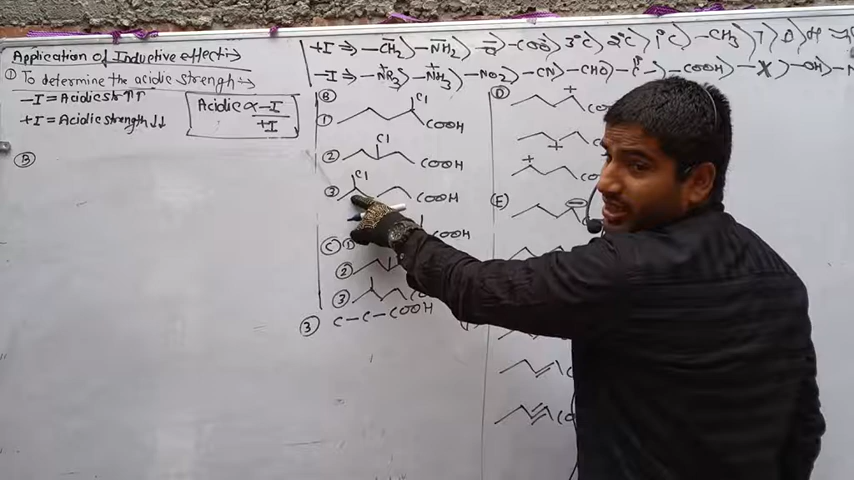 Application of Inductive effect:→
① To determine the acidic strength:→
-I = Acidic str ↑↑
+I = Acidic strength ↓↓
Acidic ∝ -I
+I
Ⓑ
+I ⇒ -CH2 > -NH2 > -O > -COO > 3°C > 2°C > 1°C > -CH3 > T > D > H
-I ⇒ -NR3 > -NH3 > -NO2 > -CN > -CHO > -C- > -COOH > -X > -OH > -N
Ⓑ
① Cl COOH
② Cl COOH
③ Cl COOH
Ⓒ ①
COOH
②
③
③ C-C-COOH
Ⓓ
+
+
+
Ⓔ